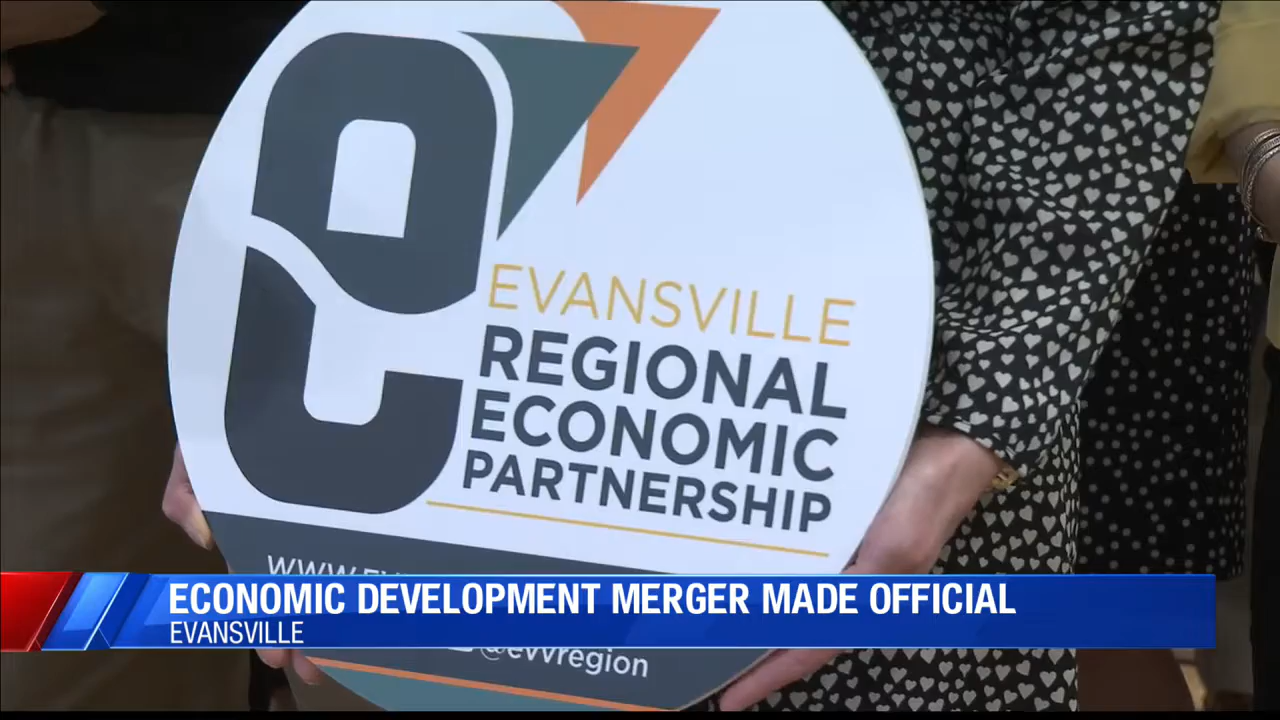 e
EVANSVILLE
REGIONAL
ECONOMIC
PARTNERSHIP
ECONOMIC DEVELOPMENT MERGER MADE OFFICIAL
EVANSVILLE
@evvregion